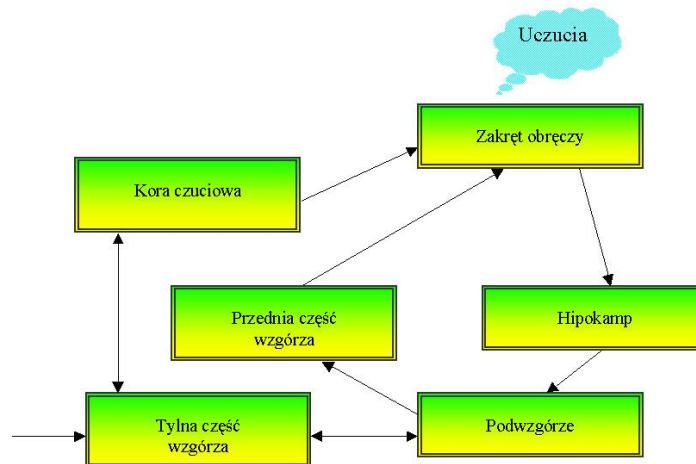 Uczucia
Zakręt obręczy
Kora czuciowa
Przednia część
wzgórza
Hipokamp
Tylna część
wzgórza
Podwzgórze